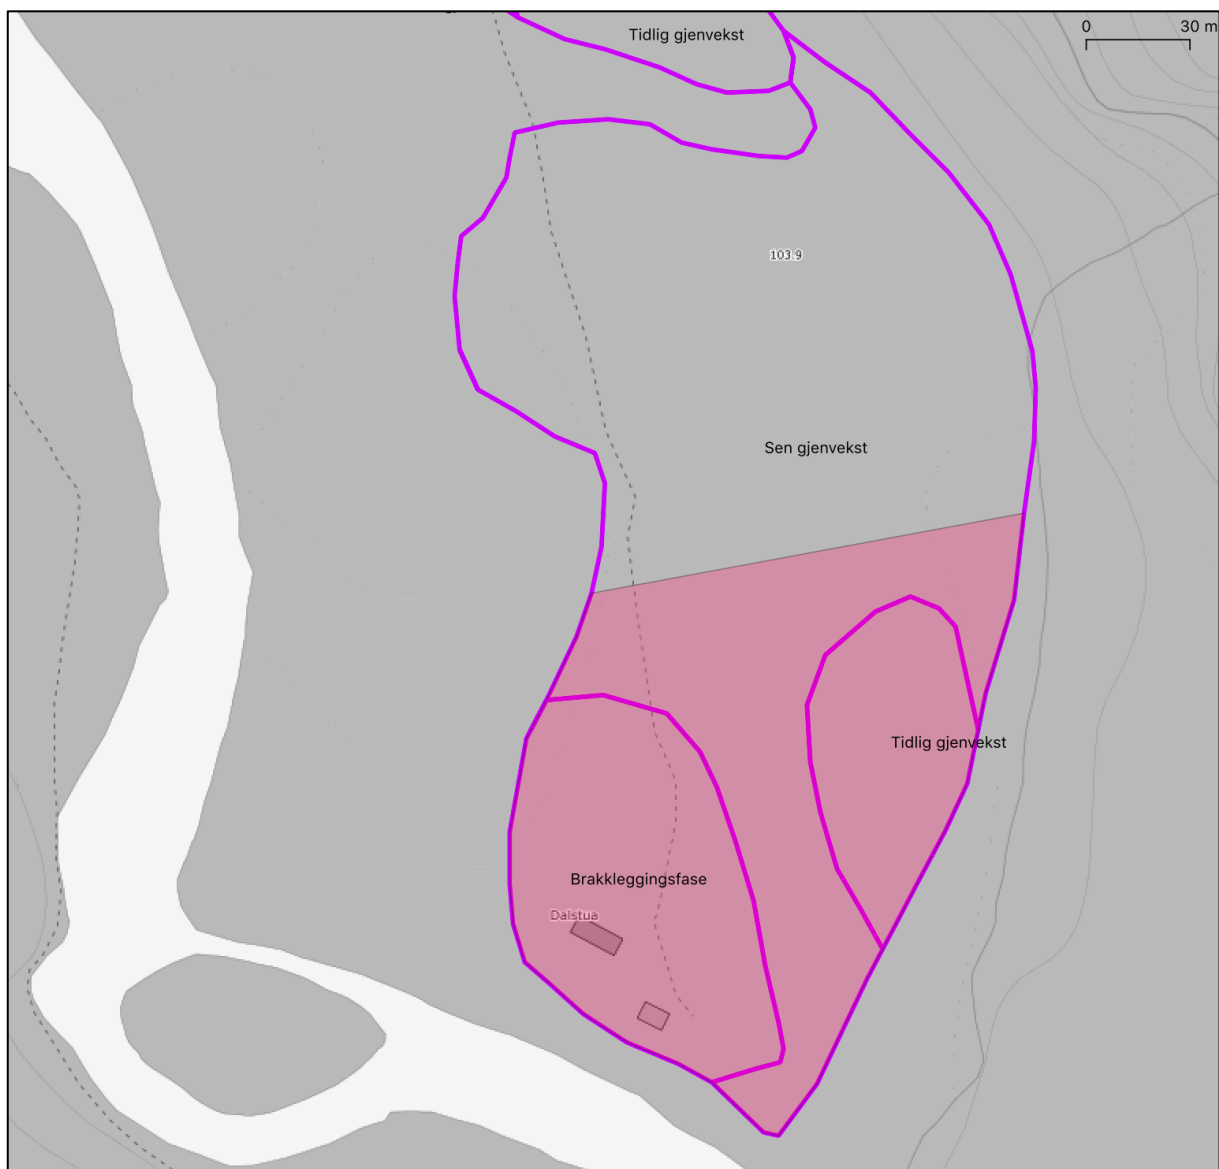 Tidlig gjenvekst
0 30 m
103.9
Sen gjenvekst
Tidlig gjenvekst
Brakkleggingsfase
Dalstua